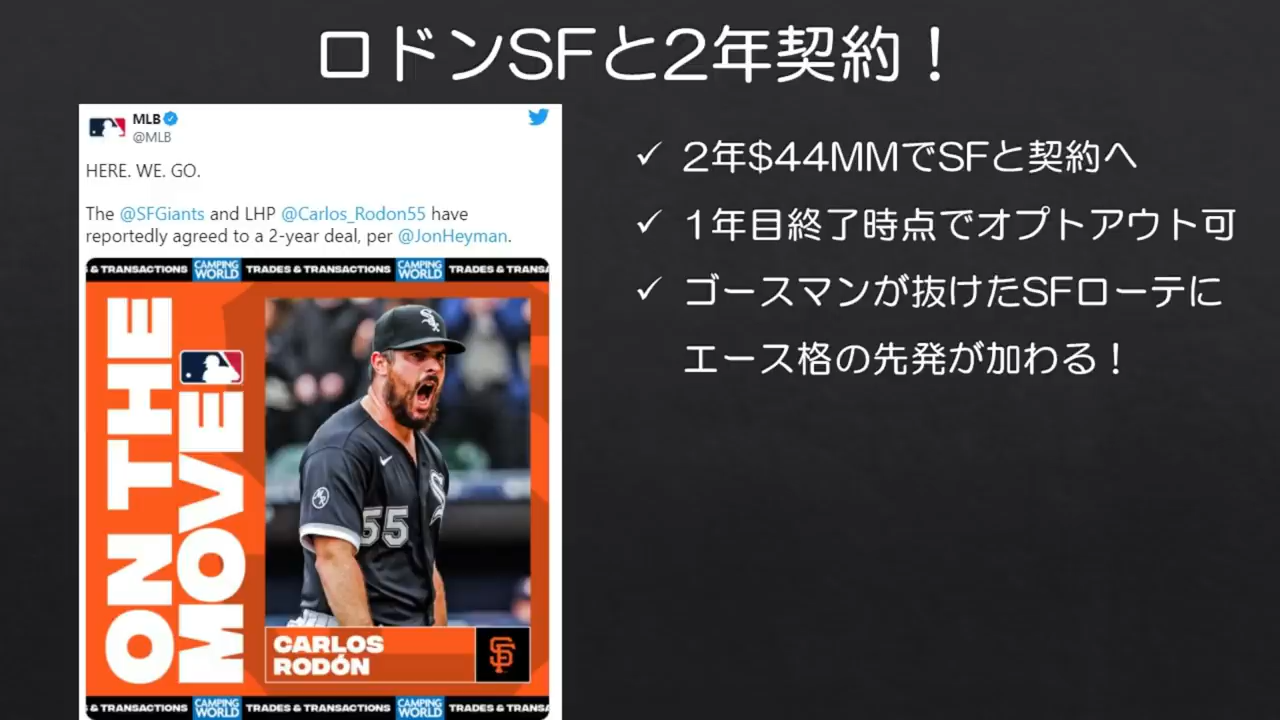 ロドンSFと2年契約！
MLB
@MLB
HERE. WE. GO.
The @SFGiants and LHP @Carlos_Rodon55 have
reportedly agreed to a 2-year deal, per @JonHeyman.
& TRANSACTIONS CAMPING WORLD TRADES & TRANSACTIONS CAMPING WORLD TRADES & TRANSA
ON THE
MOVE
55
CARLOS
RODÓN
SF
& TRANSACTIONS CAMPING WORLD TRADES & TRANSACTIONS CAMPING WORLD TRADES & TRANSA
✓ 2年$44MMでSFと契約へ
✓ 1年目終了時点でオプトアウト可
✓ ゴースマンが抜けたSFローテに
エース格の先発が加わる！